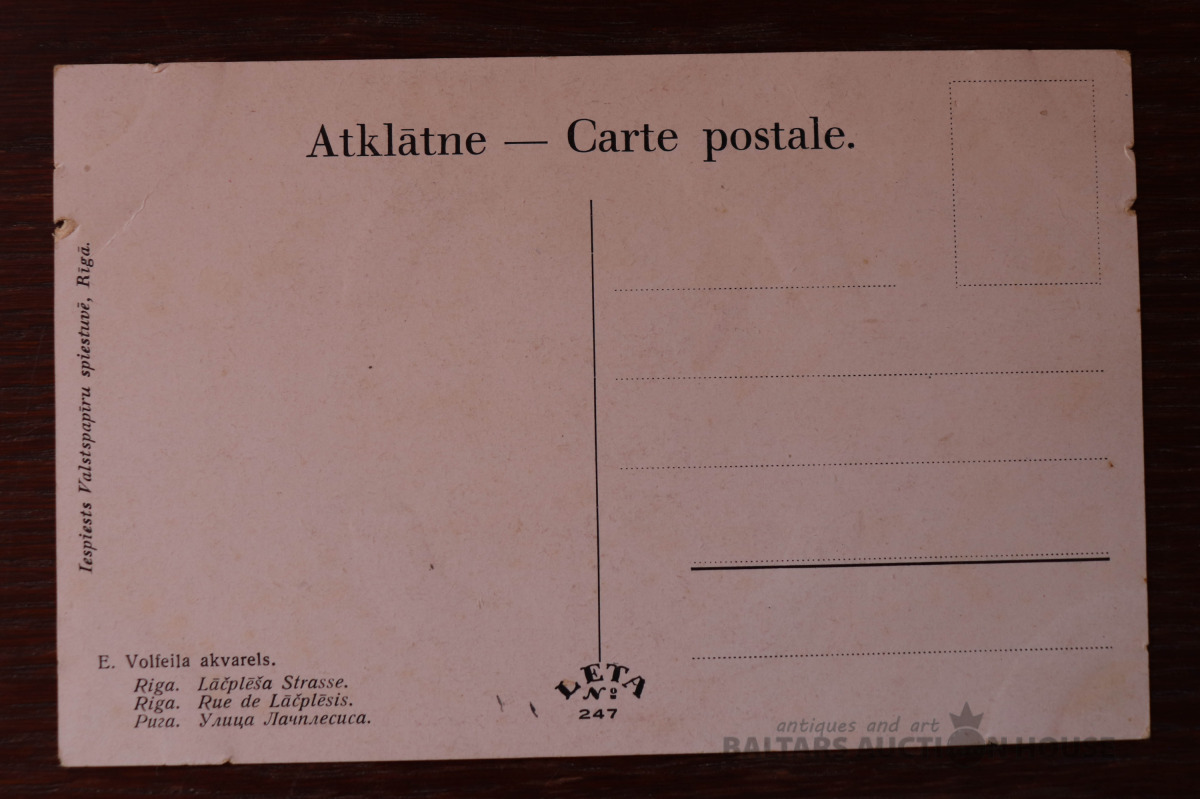 Atklātne — Carte postale.
Iespiests Valstspapīru spiestuvē, Rīgā.
E. Volfeila akvarels.
Riga. Lāčplēša Strasse.
Riga. Rue de Lāčplēsis.
Рига. Улица Лачплесиса.
LETA
№
247
antiques and art
BALTARS AUCTION HOUSE